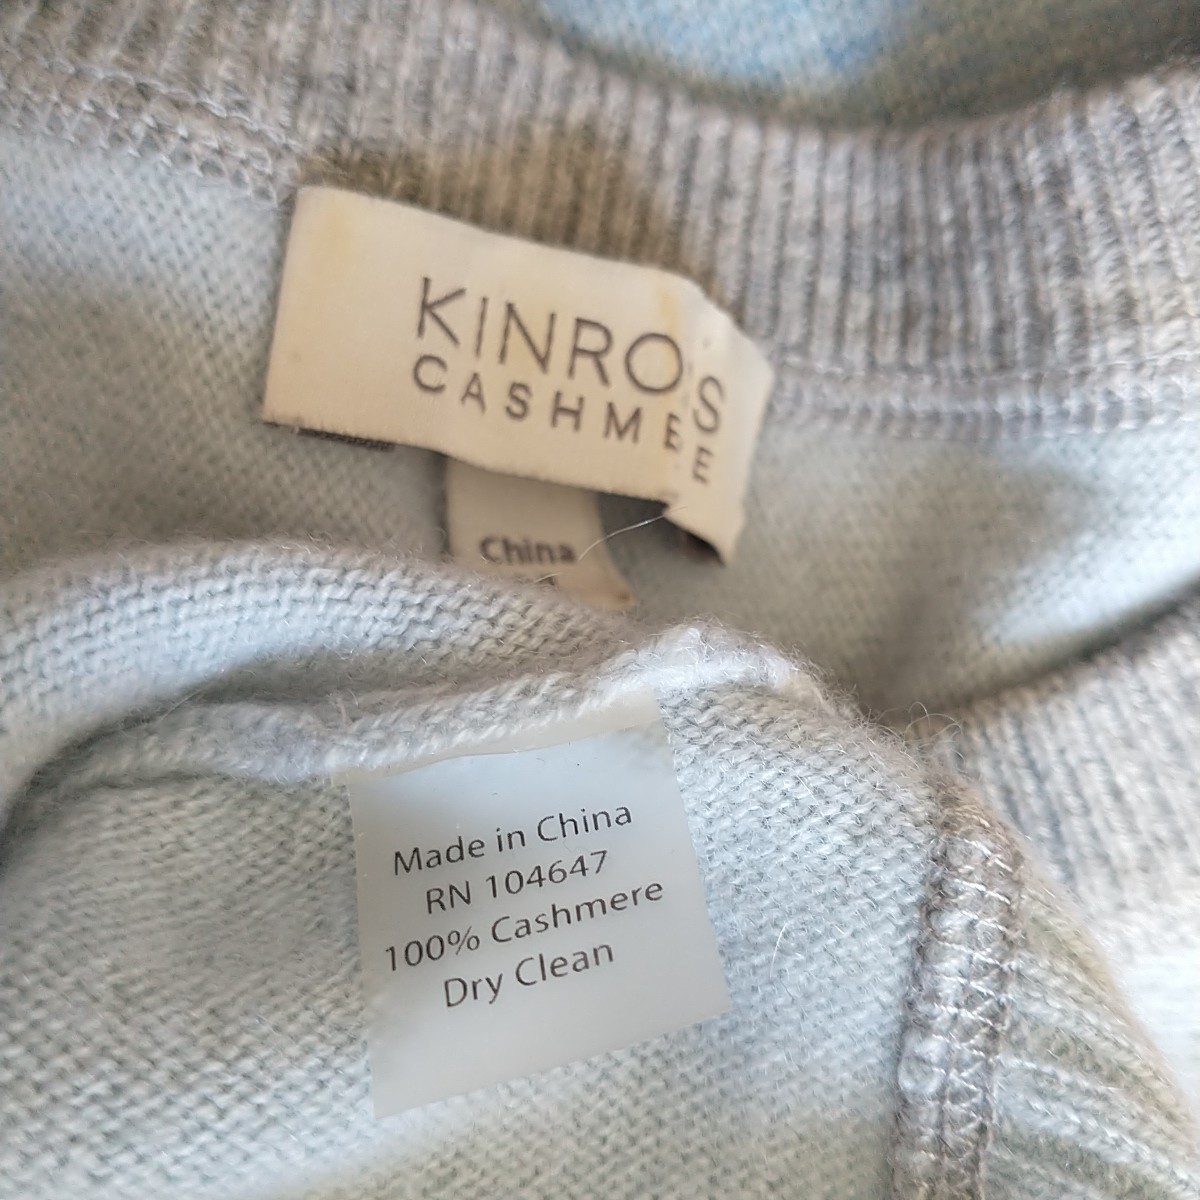 KINROSS
CASHMERE
China
Made in China
RN 104647
100% Cashmere
Dry Clean